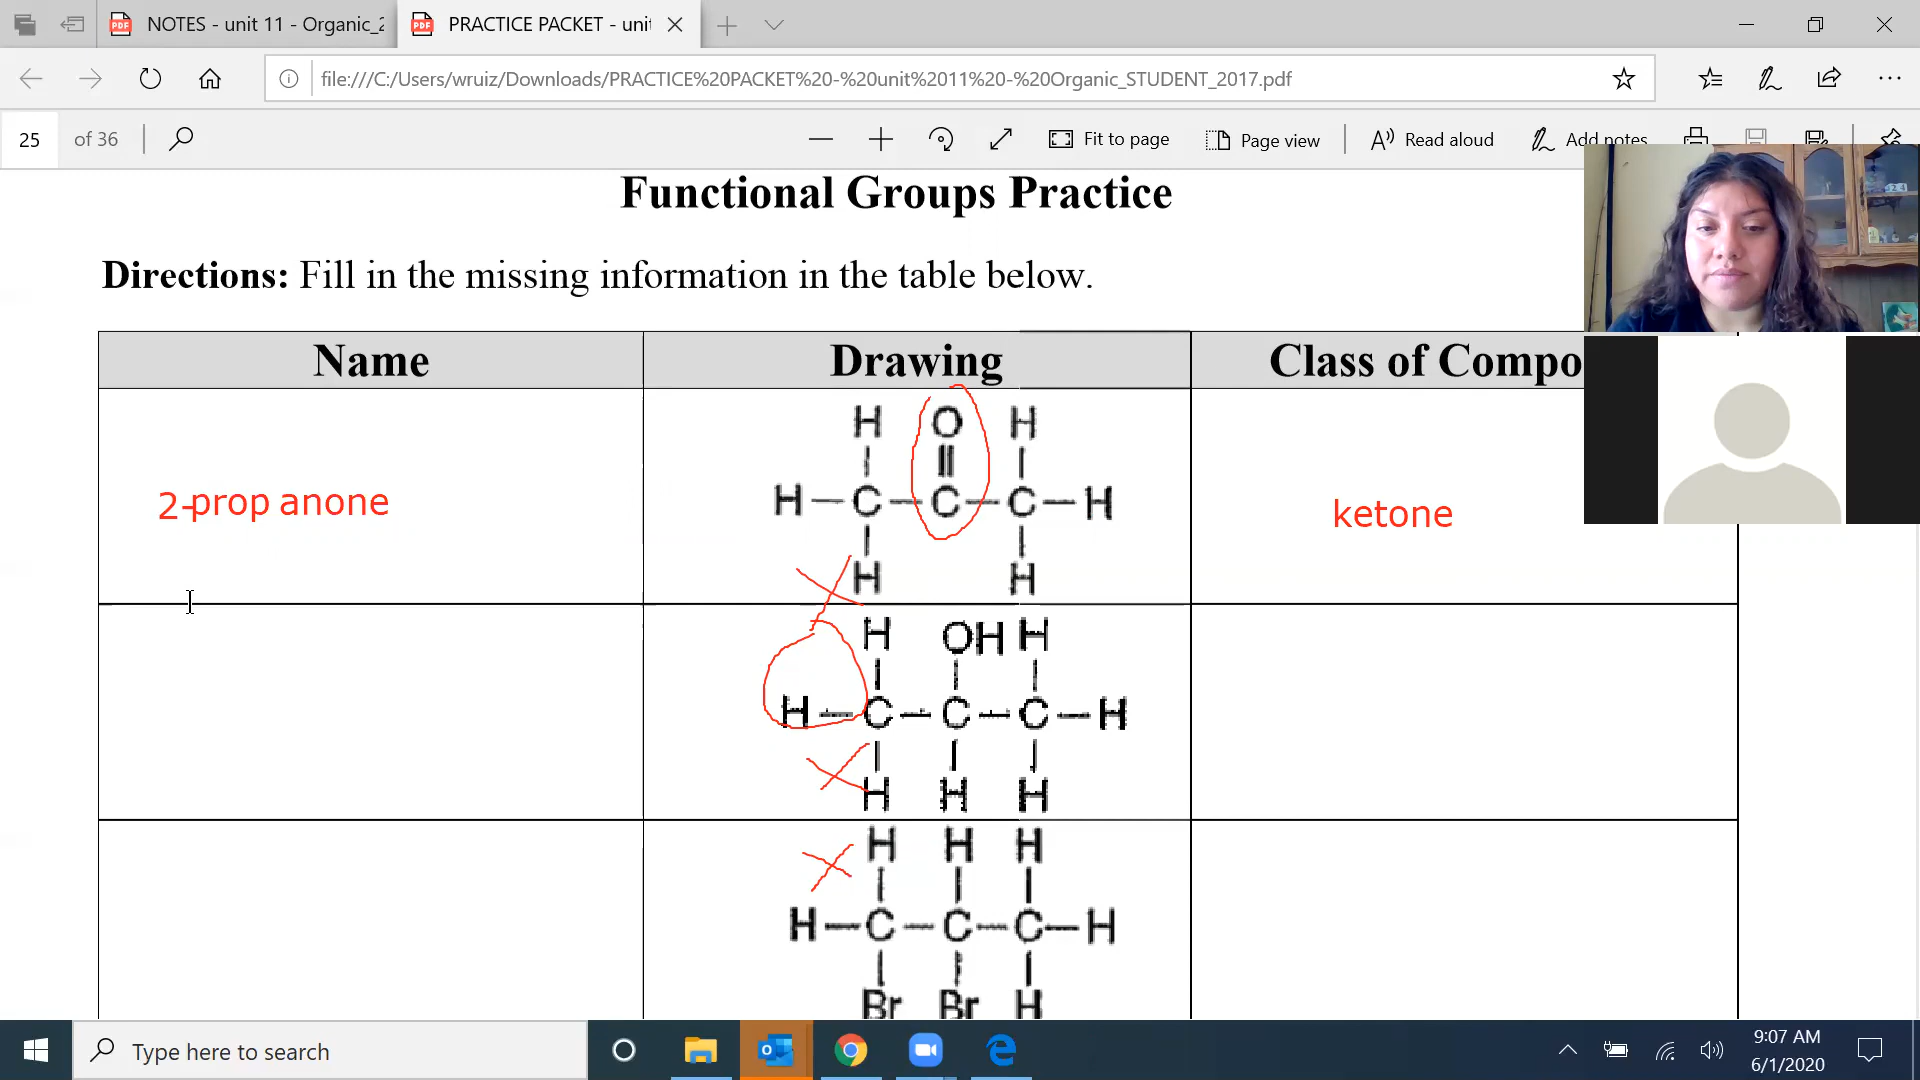 NOTES - unit 11 - Organic_2
PRACTICE PACKET - unit
file:///C:/Users/wruiz/Downloads/PRACTICE%20PACKET%20-%20unit%2011%20-%20Organic_STUDENT_2017.pdf
25 of 36 Fit to page Page view Read aloud Add notes
Functional Groups Practice
Directions: Fill in the missing information in the table below.
Name Drawing Class of Compo
H O H
2-prop anone H C C C H ketone
H H
H OH H
H C C C H
H H H
H H H
H C C C H
Br Br H
Type here to search
9:07 AM
6/1/2020